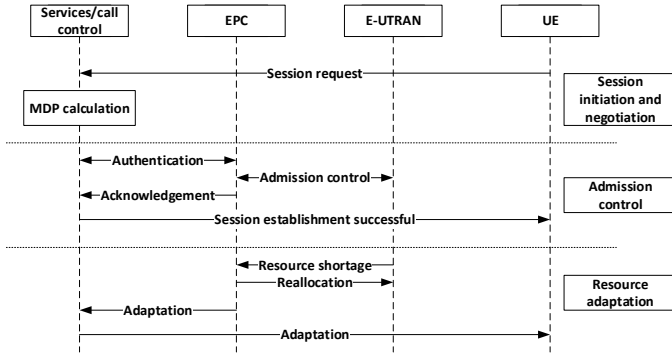 Services/call
control
EPC
E-UTRAN
UE
Session request
MDP calculation
Session
initiation and
negotiation
Authentication
Admission control
Acknowledgement
Session establishment successful
Admission
control
Resource shortage
Reallocation
Adaptation
Adaptation
Resource
adaptation